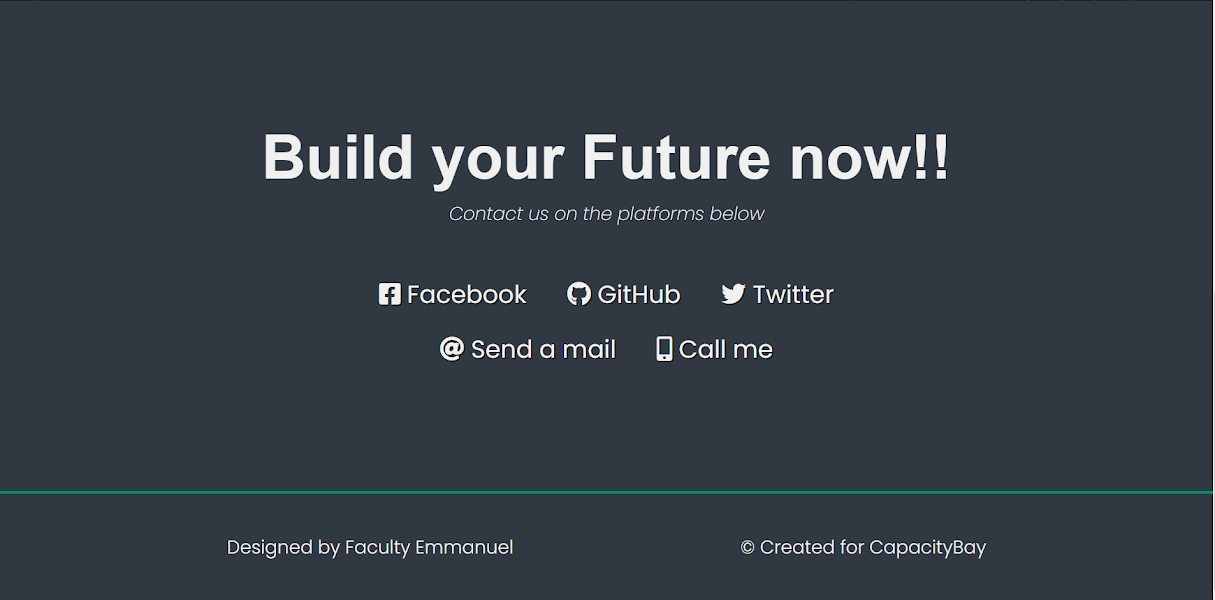 Build your Future now!!
Contact us on the platforms below
Facebook GitHub Twitter
@ Send a mail Call me
Designed by Faculty Emmanuel © Created for CapacityBay